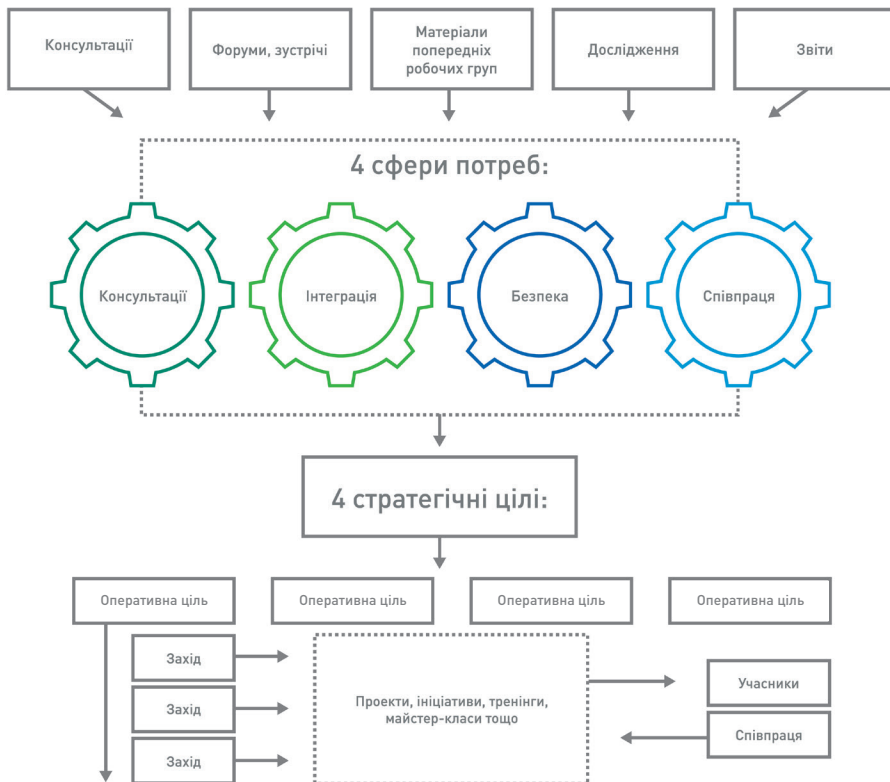 Консультації
Форуми, зустрічі
Матеріали
попередніх
робочих груп
Дослідження
Звіти
4 сфери потреб:
Консультації
Інтеграція
Безпека
Співпраця
4 стратегічні цілі:
Оперативна ціль
Оперативна ціль
Оперативна ціль
Оперативна ціль
Захід
Захід
Захід
Проекти, ініціативи, тренінги,
майстер-класи тощо
Учасники
Співпраця